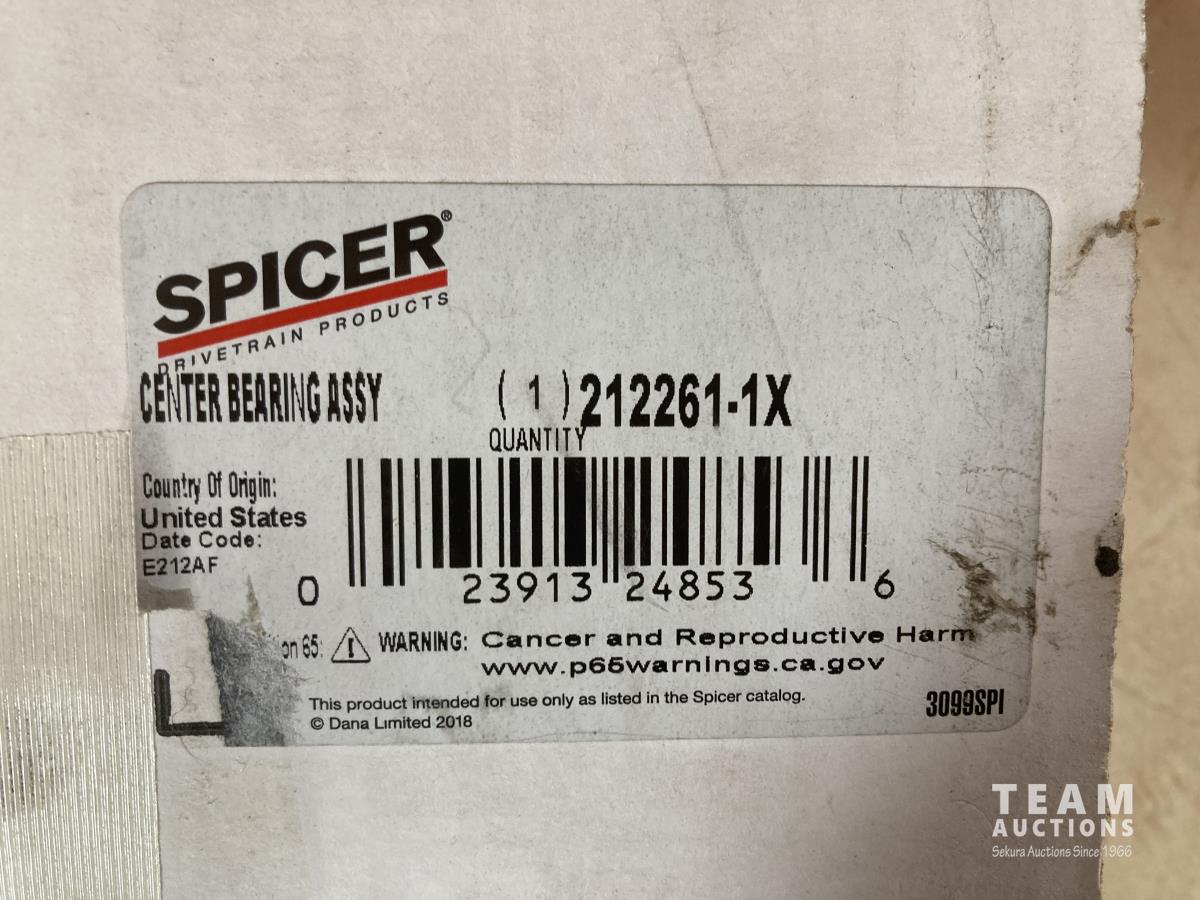 SPICER®
DRIVETRAIN PRODUCTS
CENTER BEARING ASSY ( 1 ) 212261-1X
QUANTITY
Country Of Origin:
United States
Date Code:
E212AF
0 23913 24853 6
on 65: WARNING: Cancer and Reproductive Harm
www.p65warnings.ca.gov
This product intended for use only as listed in the Spicer catalog.
© Dana Limited 2018
3099SPI
TEAM
AUCTIONS
Sekura Auctions Since 1966